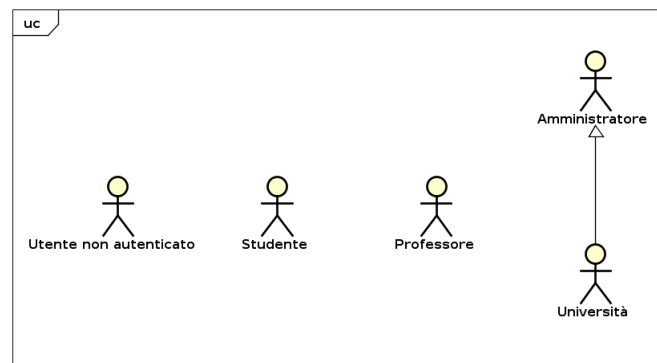 uc
Amministratore
Utente non autenticato
Studente
Professore
Università